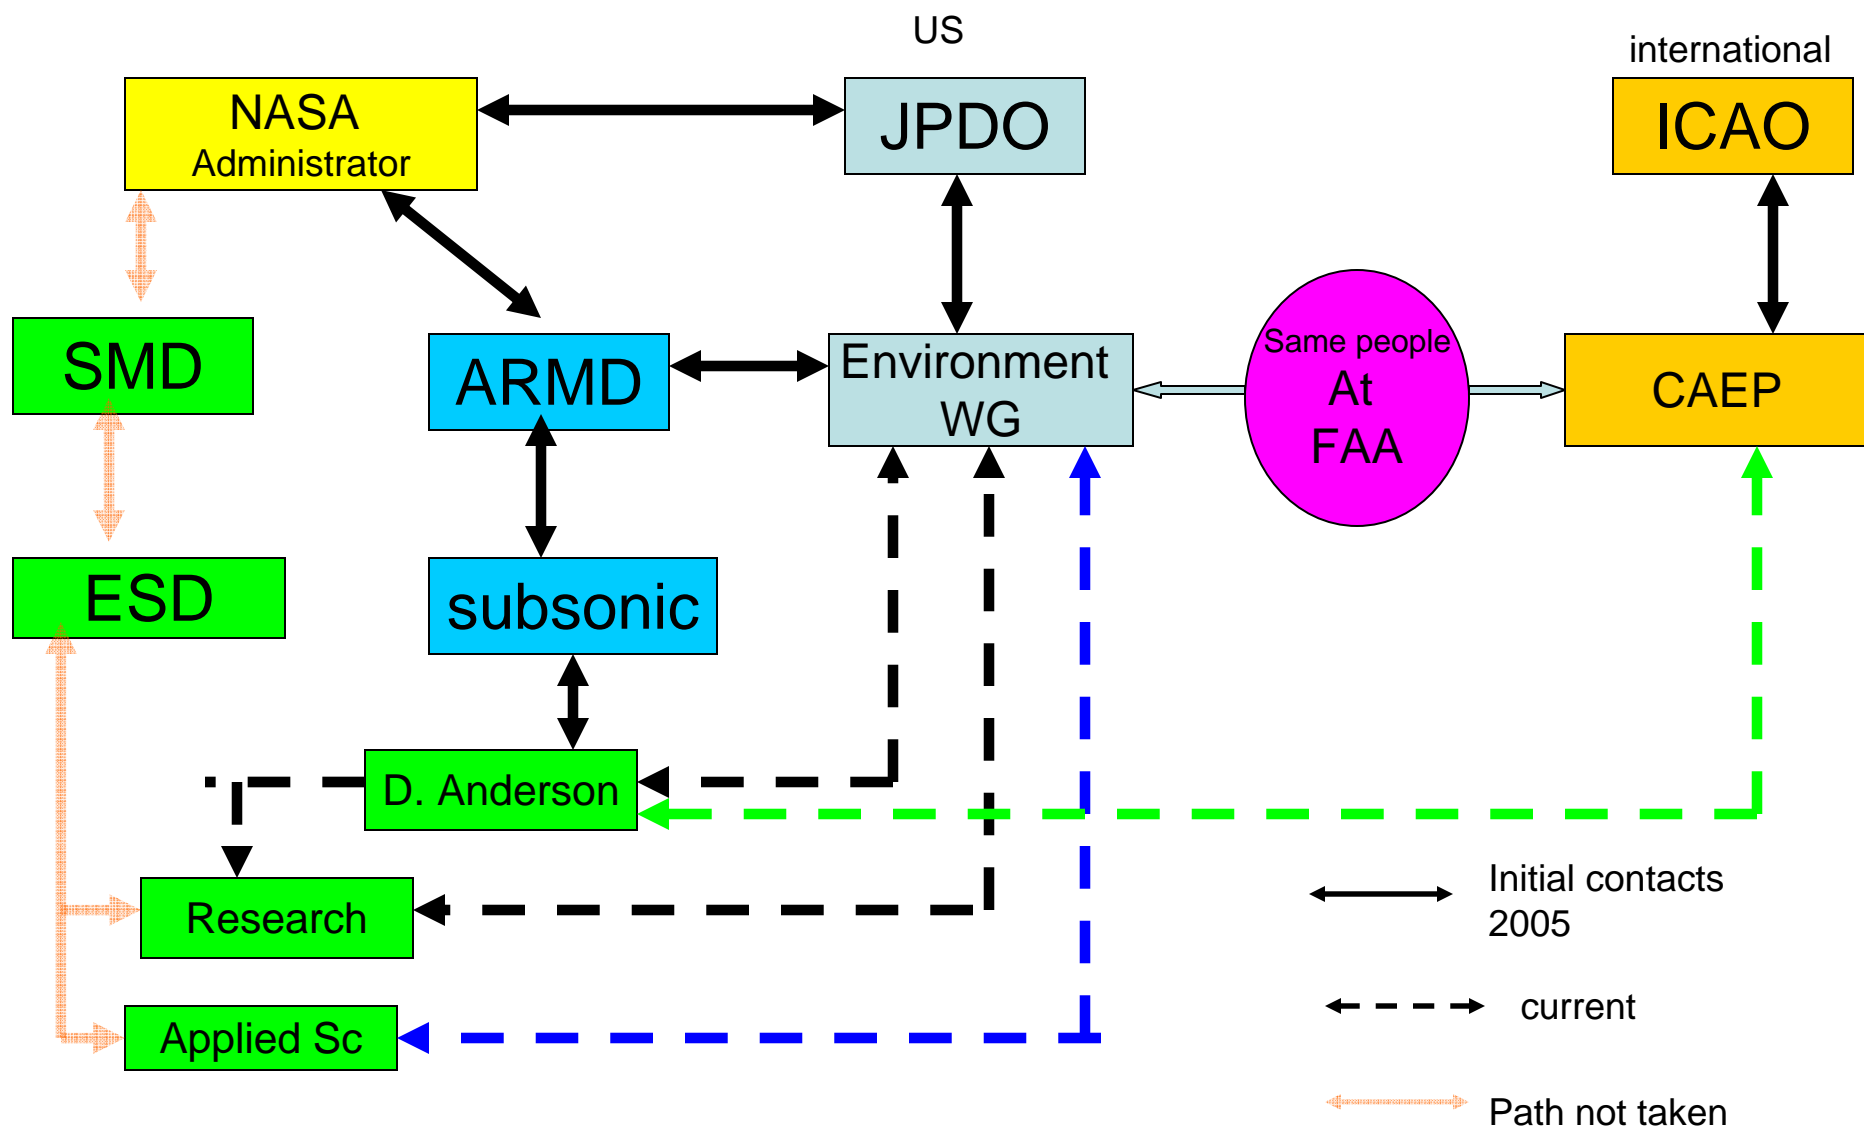 US
international
NASA
Administrator
JPDO
ICAO
SMD
ARMD
Environment
WG
Same people
At
FAA
CAEP
ESD
subsonic
D. Anderson
Research
Applied Sc
Initial contacts
2005
current
Path not taken